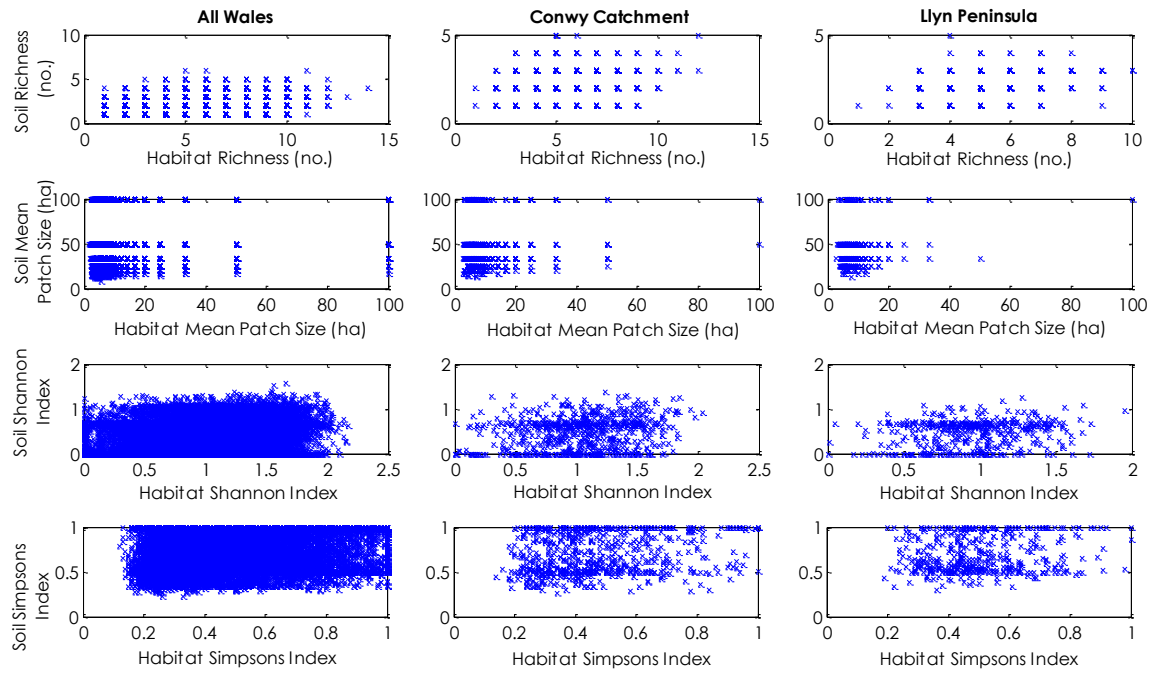 All Wales
Conwy Catchment
Llyn Peninsula
Soil Richness
(no.)
10
5
0
0 5 10 15
Habitat Richness (no.)
5
0
0 5 10 15
Habitat Richness (no.)
5
0
0 2 4 6 8 10
Habitat Richness (no.)
Soil Mean
Patch Size (ha)
100
50
0
0 20 40 60 80 100
Habitat Mean Patch Size (ha)
100
50
0
0 20 40 60 80 100
Habitat Mean Patch Size (ha)
100
50
0
0 20 40 60 80 100
Habitat Mean Patch Size (ha)
Soil Shannon
Index
2
1
0
0 0.5 1 1.5 2 2.5
Habitat Shannon Index
2
1
0
0 0.5 1 1.5 2 2.5
Habitat Shannon Index
2
1
0
0 0.5 1 1.5 2
Habitat Shannon Index
Soil Simpsons
Index
1
0.5
0
0 0.2 0.4 0.6 0.8 1
Habitat Simpsons Index
1
0.5
0
0 0.2 0.4 0.6 0.8 1
Habitat Simpsons Index
1
0.5
0
0 0.2 0.4 0.6 0.8 1
Habitat Simpsons Index